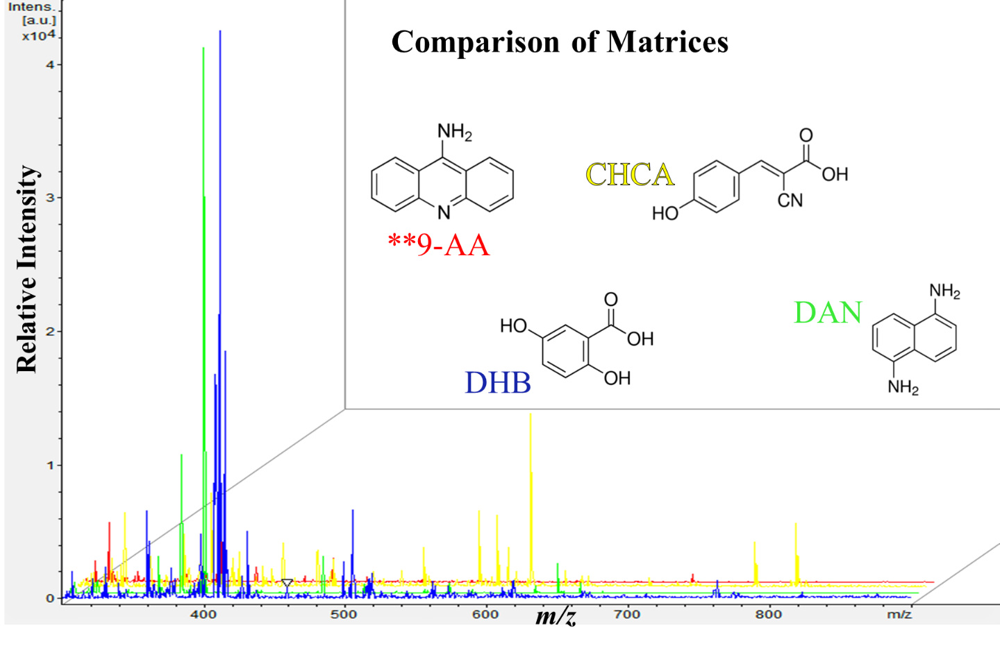 Intens.
[a.u.]
x10⁴
Comparison of Matrices
4
3
2
1
0
Relative Intensity
NH₂
N
**9-AA
CHCA
O
OH
CN
HO
DHB
HO
O
OH
OH
DAN
NH₂
NH₂
400
500
600
700
800
m/z
m/z